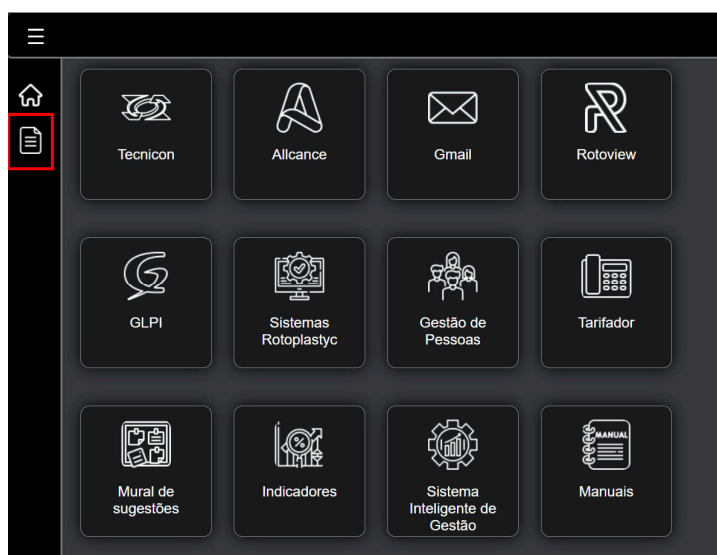 Tecnicon
Allcance
Gmail
Rotoview
GLPI
Sistemas
Rotoplastyc
Gestão de
Pessoas
Tarifador
Mural de
sugestões
Indicadores
Sistema
Inteligente de
Gestão
MANUAL
Manuais